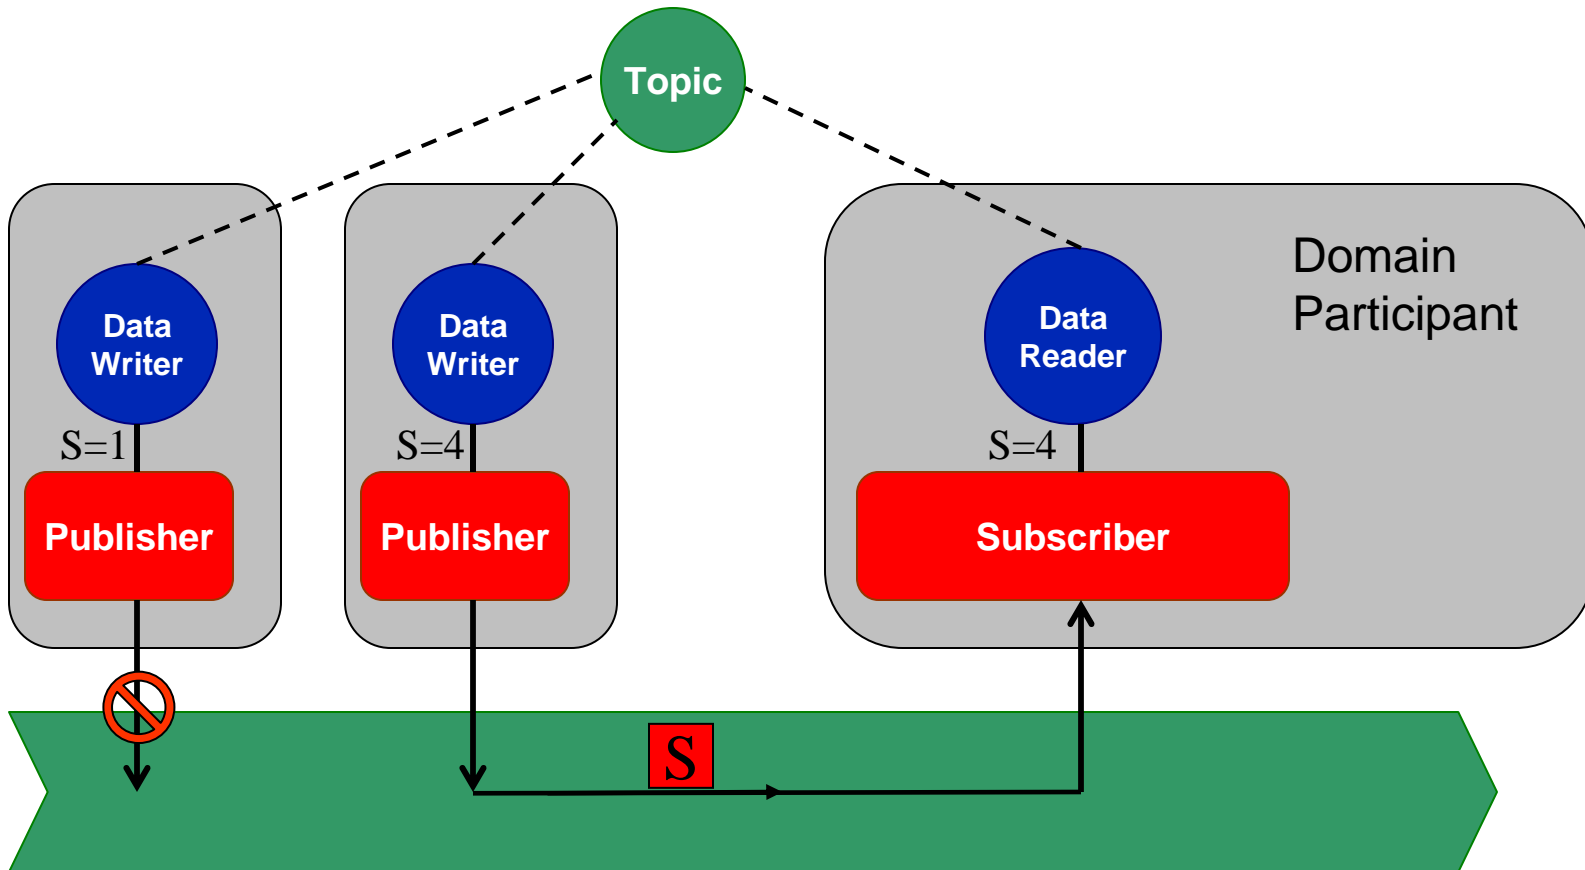 Topic
Domain
Participant
Data
Writer
Data
Writer
Data
Reader
S=1
S=4
S=4
Publisher
Publisher
Subscriber
S